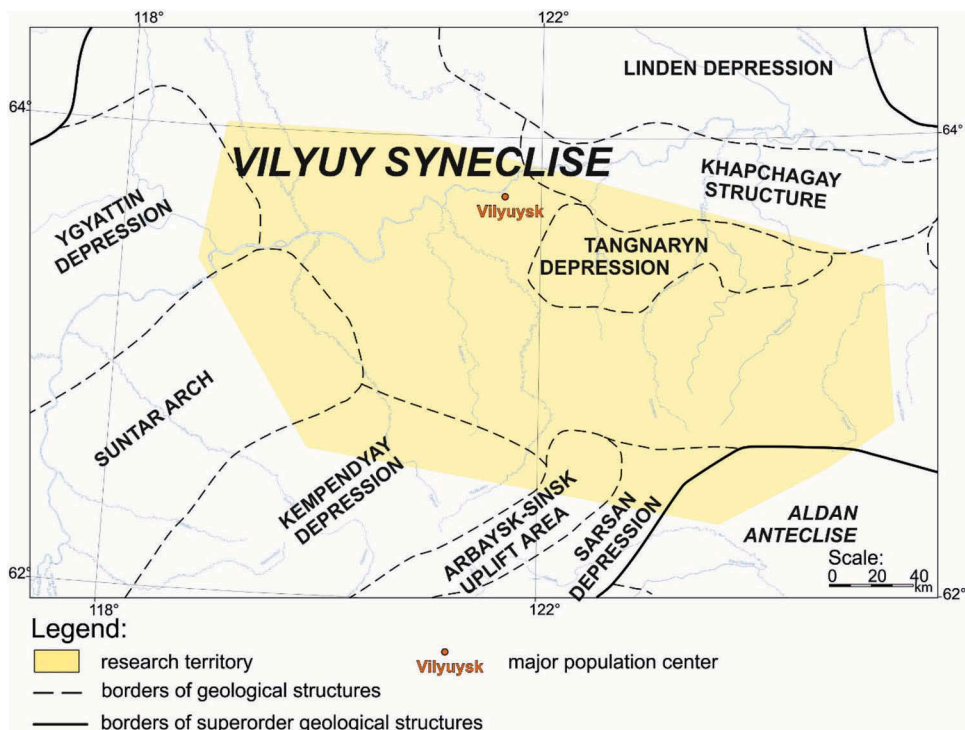 118°
122°
LINDEN DEPRESSION
64°
64°
VILYUY SYNECLISE
KHAPCHAGAY
STRUCTURE
Vilyuysk
YGYATTIN
DEPRESSION
TANGNARYN
DEPRESSION
SUNTAR ARCH
KEMPENDYAY
DEPRESSION
ARBAYSK-SINSK
UPLIFT AREA
SARSAN
DEPRESSION
ALDAN
ANTECLISE
Scale:
0 20 40
km
62°
62°
118°
122°
Legend:
research territory
Vilyuysk
major population center
borders of geological structures
borders of superorder geological structures